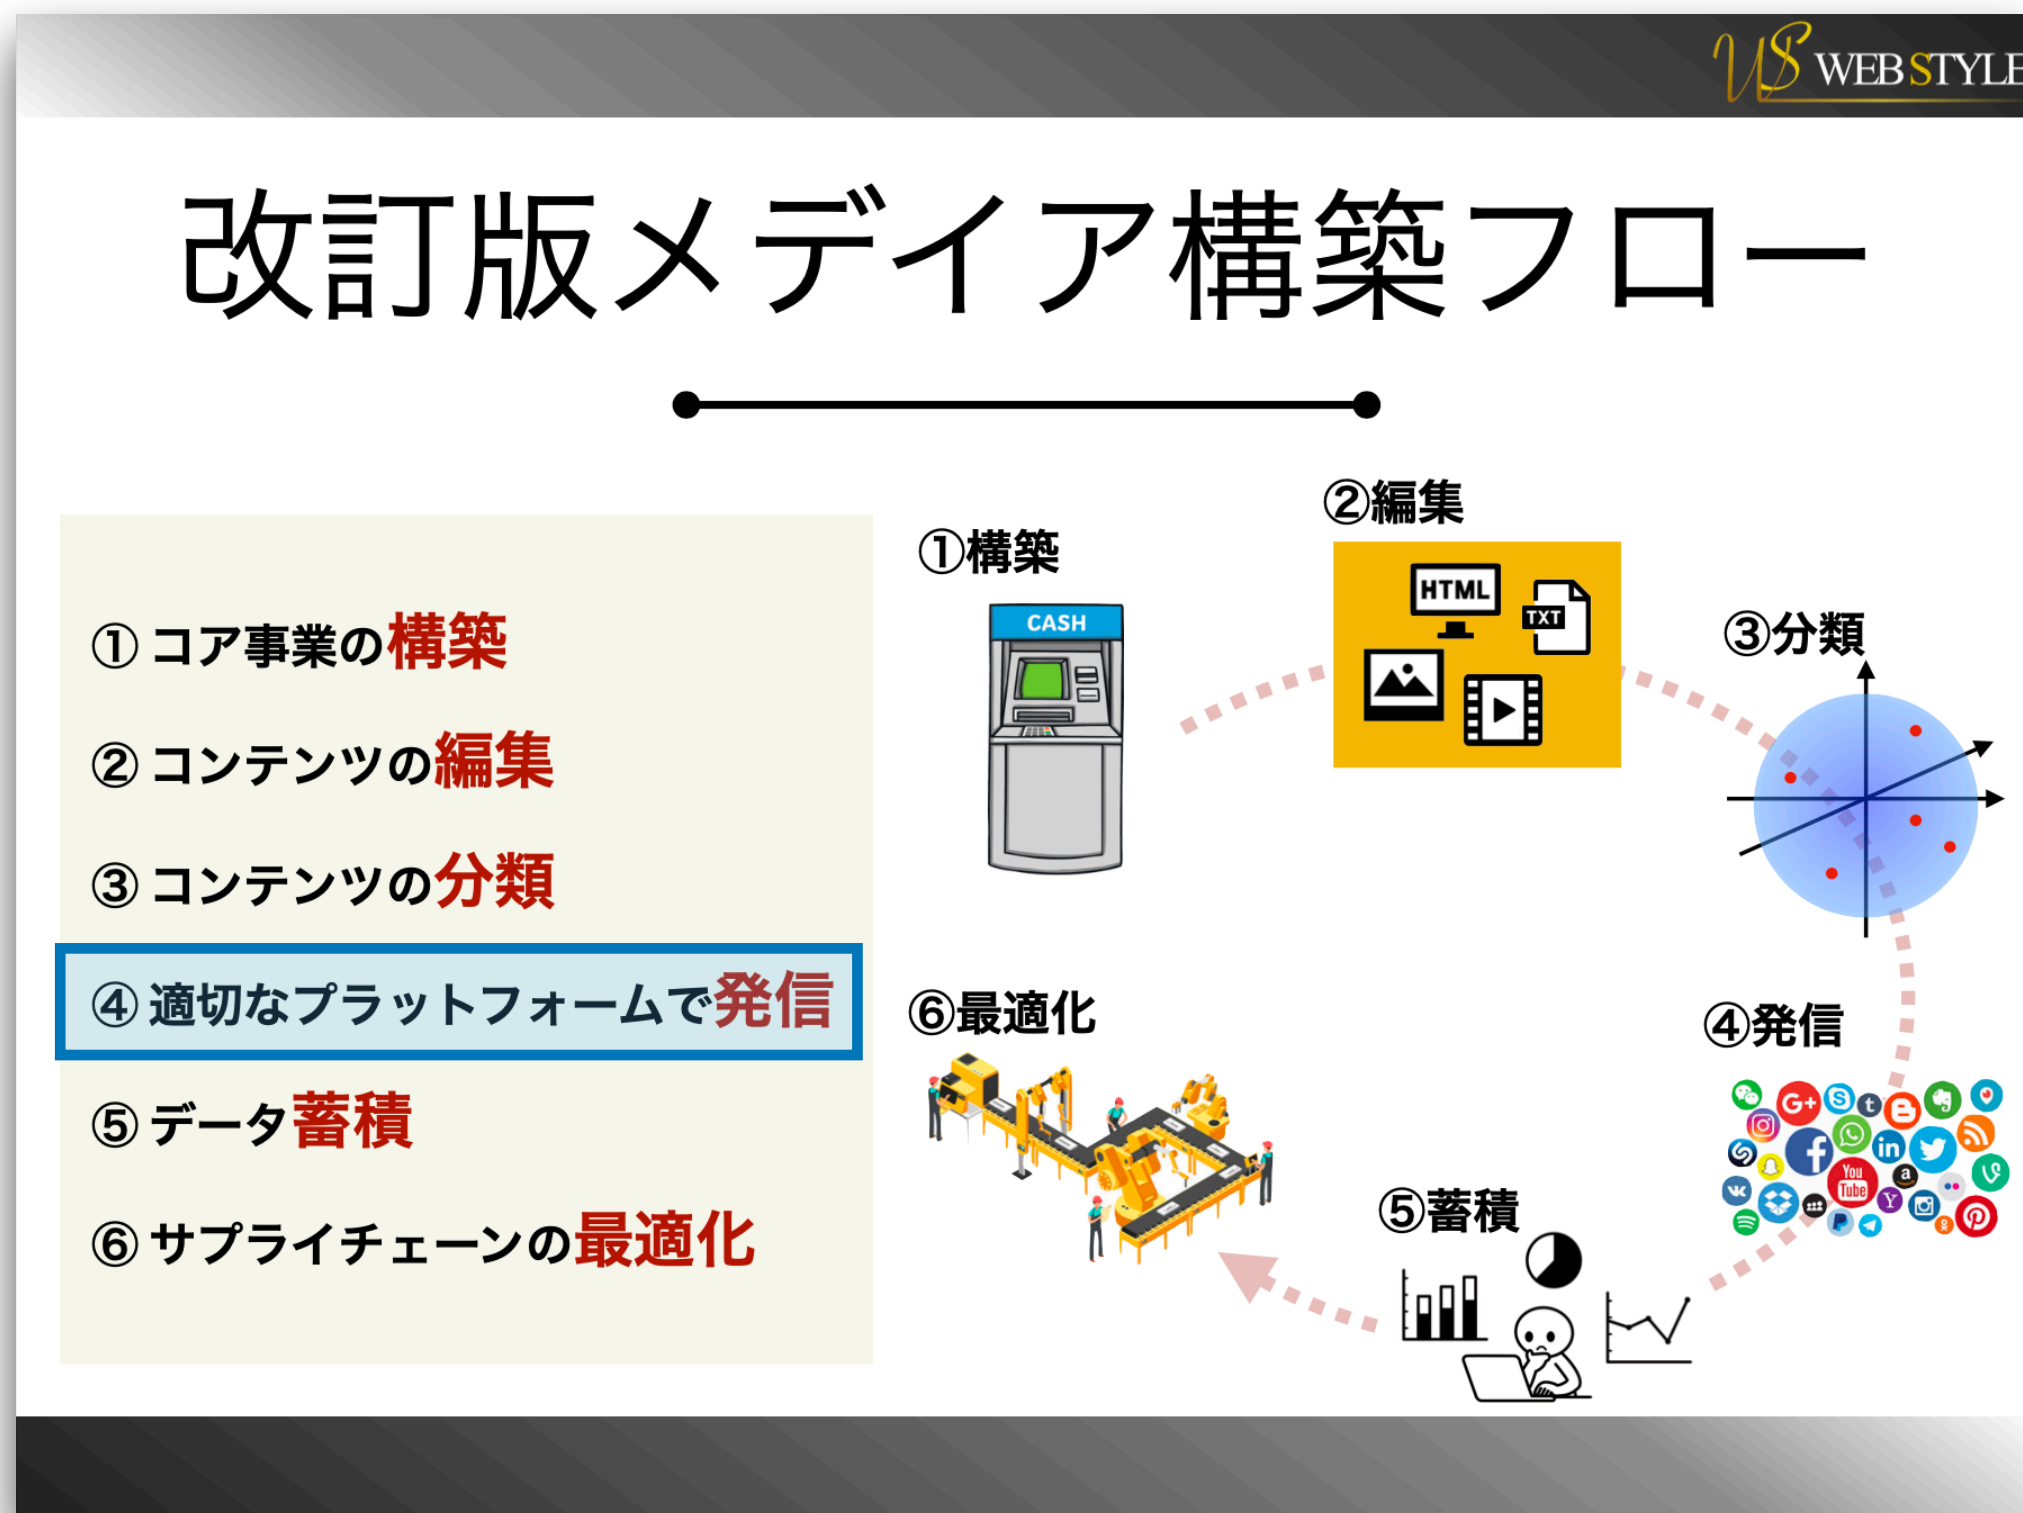 WEB STYLE
改訂版メデイア構築フロー
① コア事業の構築
② コンテンツの編集
③ コンテンツの分類
④ 適切なプラットフォームで発信
⑤ データ蓄積
⑥ サプライチェーンの最適化
①構築
CASH
②編集
HTML
TXT
③分類
④発信
G+
You
Tube
in
⑤蓄積
⑥最適化